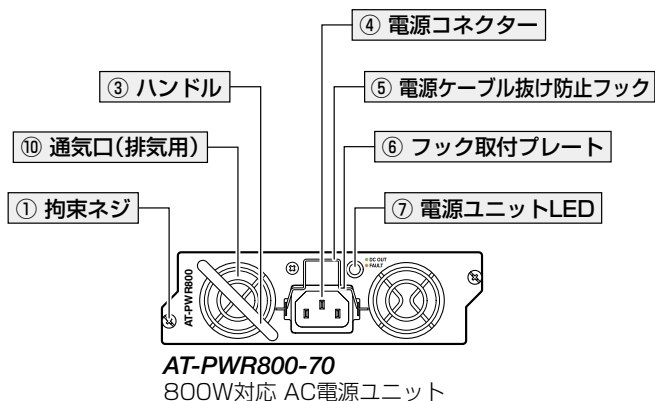 ④ 電源コネクター
③ ハンドル
⑤ 電源ケーブル抜け防止フック
⑩ 通気口(排気用)
⑥ フック取付プレート
① 拘束ネジ
⑦ 電源ユニットLED
DC OUT
FAULT
AT-PWR800
AT-PWR800-70
800W対応 AC電源ユニット